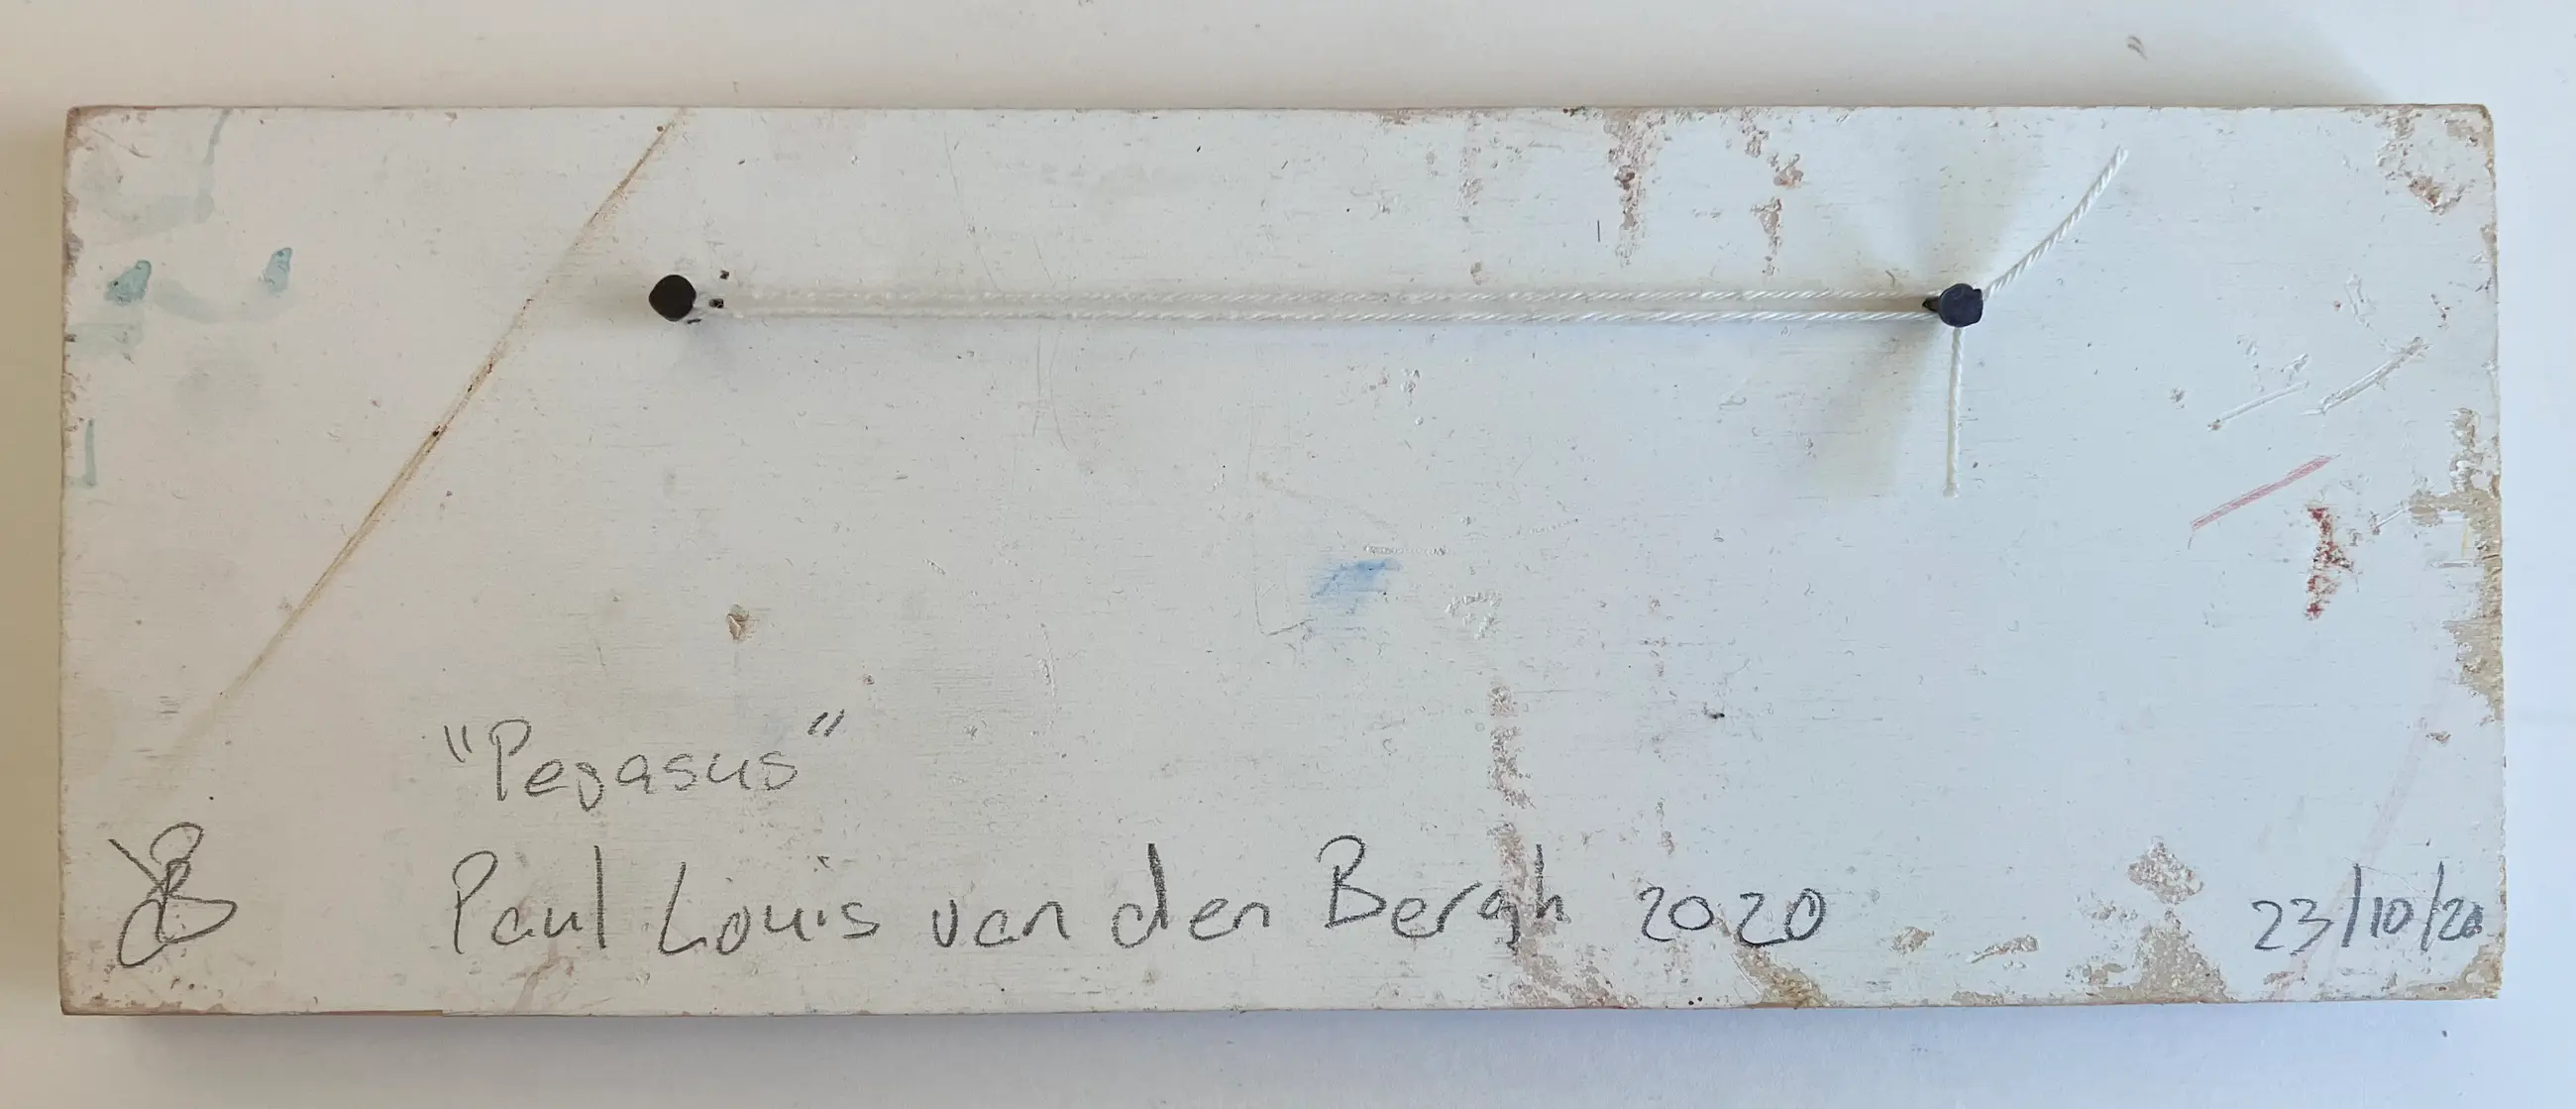 "Pegasus"
Paul Louis van den Bergh 2020
23/10/20